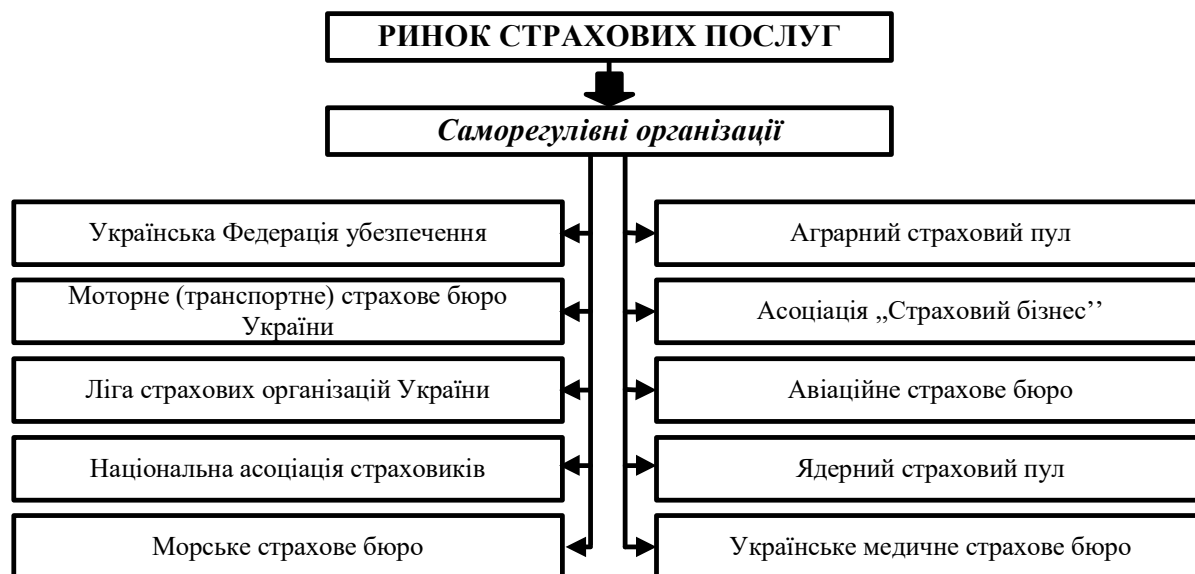 РИНОК СТРАХОВИХ ПОСЛУГ
Саморегулівні організації
Українська Федерація убезпечення
Моторне (транспортне) страхове бюро
України
Ліга страхових організацій України
Національна асоціація страховиків
Морське страхове бюро
Аграрний страховий пул
Асоціація „Страховий бізнес’’
Авіаційне страхове бюро
Ядерний страховий пул
Українське медичне страхове бюро